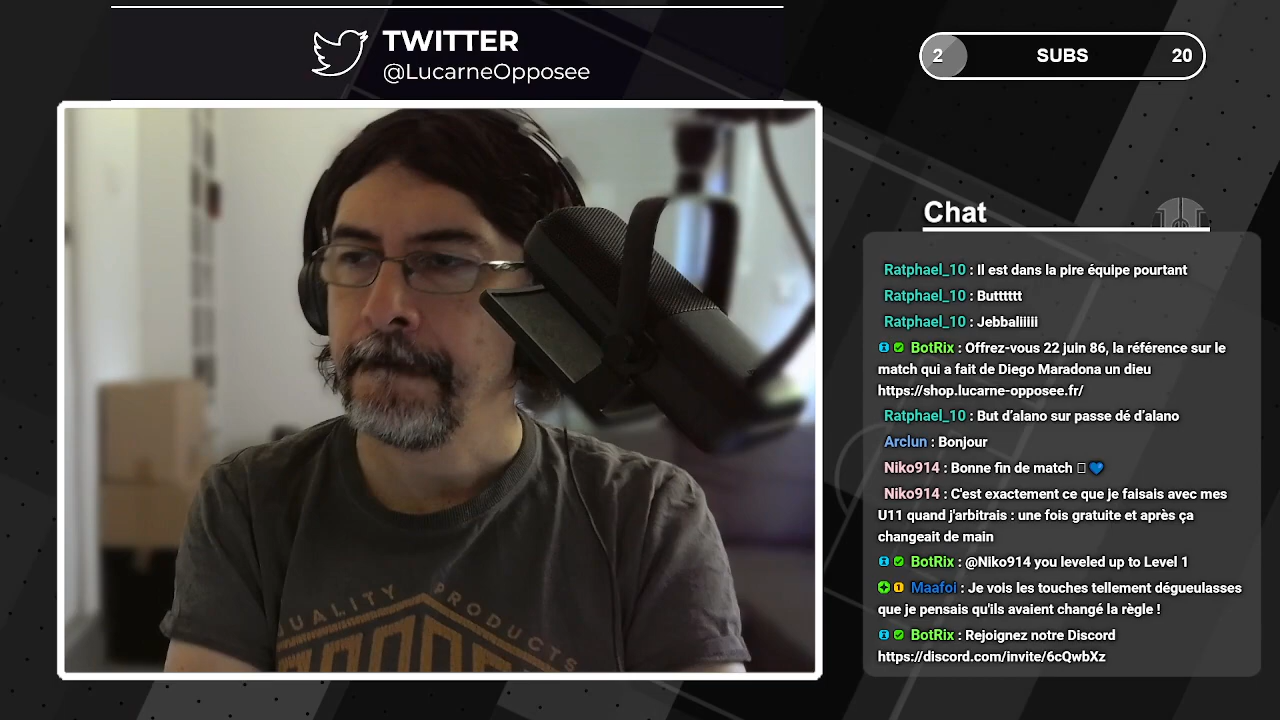 TWITTER
@LucarneOpposee
2 SUBS 20
Chat
Ratphael_10 : Il est dans la pire équipe pourtant
Ratphael_10 : Butttttt
Ratphael_10 : Jebbaliiiiii
BotRix : Offrez-vous 22 juin 86, la référence sur le
match qui a fait de Diego Maradona un dieu
https://shop.lucarne-opposee.fr/
Ratphael_10 : But d’alano sur passe dé d’alano
Arclun : Bonjour
Niko914 : Bonne fin de match 💙
Niko914 : C'est exactement ce que je faisais avec mes
U11 quand j'arbitrais : une fois gratuite et après ça
changeait de main
BotRix : @Niko914 you leveled up to Level 1
1 Maafoi : Je vois les touches tellement dégueulasses
que je pensais qu'ils avaient changé la règle !
BotRix : Rejoignez notre Discord
https://discord.com/invite/6cQwbXz
QUALITY PRODUCTS